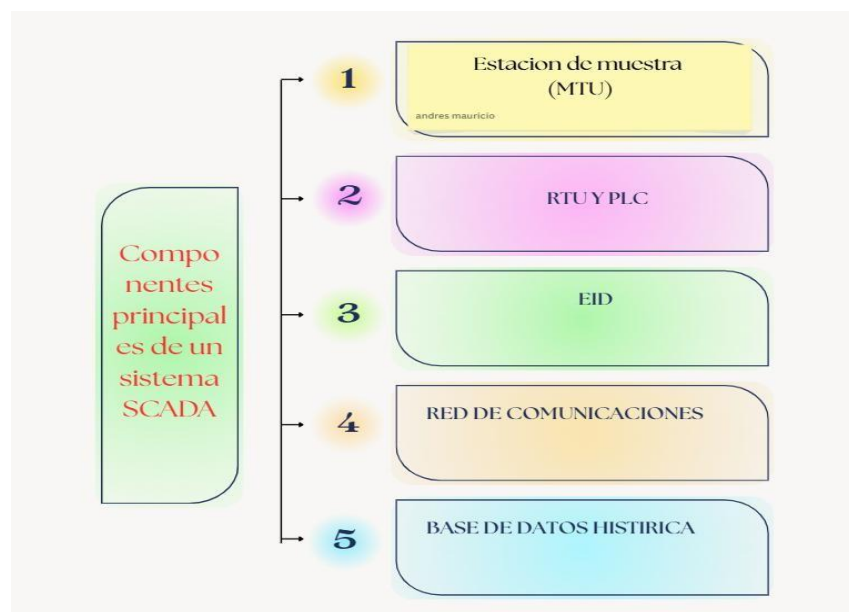 Compo
nentes
principal
es de un
sistema
SCADA
1
Estacion de muestra
(MTU)
andres mauricio
2
RTU Y PLC
3
EID
4
RED DE COMUNICACIONES
5
BASE DE DATOS HISTIRICA